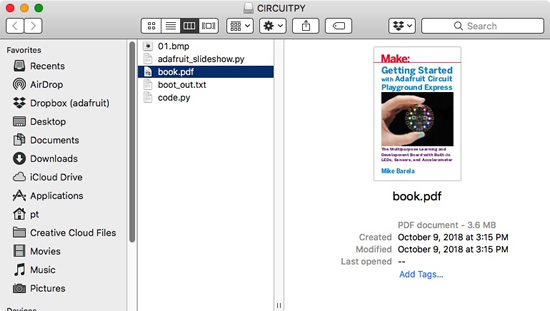 CIRCUITPY
Search
Favorites
Recents
AirDrop
Dropbox (adafruit)
Desktop
Documents
Downloads
iCloud Drive
Applications
pt
Creative Cloud Files
Movies
Music
Pictures
Devices
01.bmp
adafruit_slideshow.py
book.pdf
boot_out.txt
code.py
Make:
Getting Started
with Adafruit Circuit
Playground Express
The Multipurpose Learning and
Development Board with Built-in
LEDs, Sensors, and Accelerometer
Mike Barela
book.pdf
PDF document - 3.6 MB
Created October 9, 2018 at 3:15 PM
Modified October 9, 2018 at 3:15 PM
Last opened --
Add Tags...